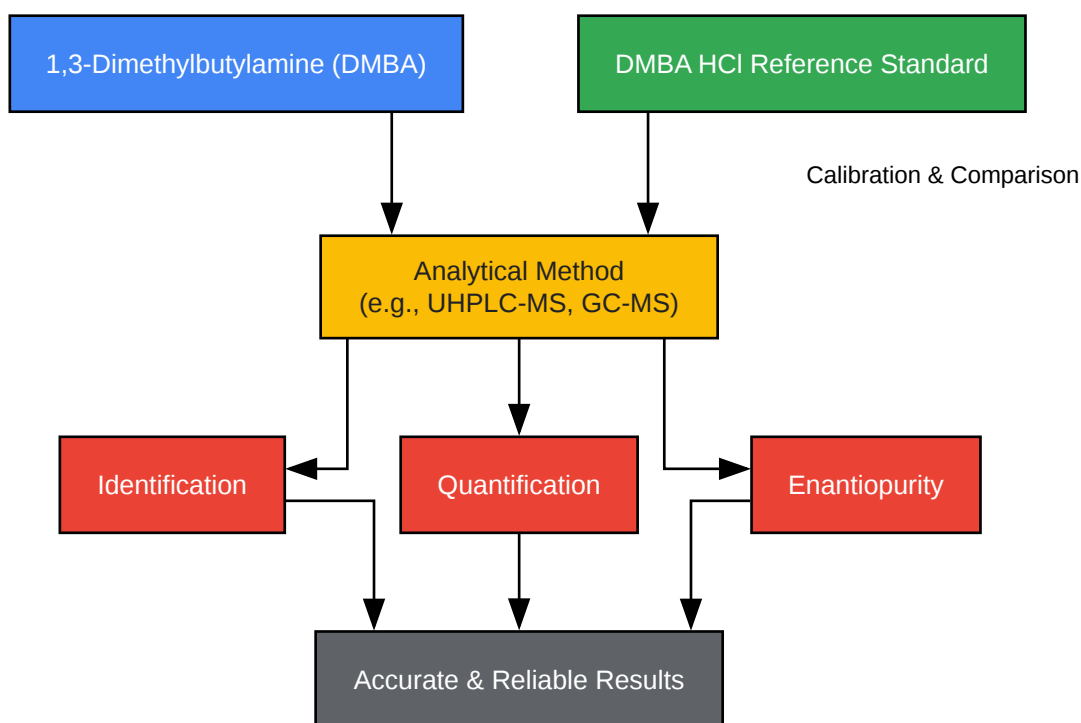 1,3-Dimethylbutylamine (DMBA)
DMBA HCl Reference Standard
Calibration & Comparison
Analytical Method
(e.g., UHPLC-MS, GC-MS)
Identification
Quantification
Enantiopurity
Accurate & Reliable Results